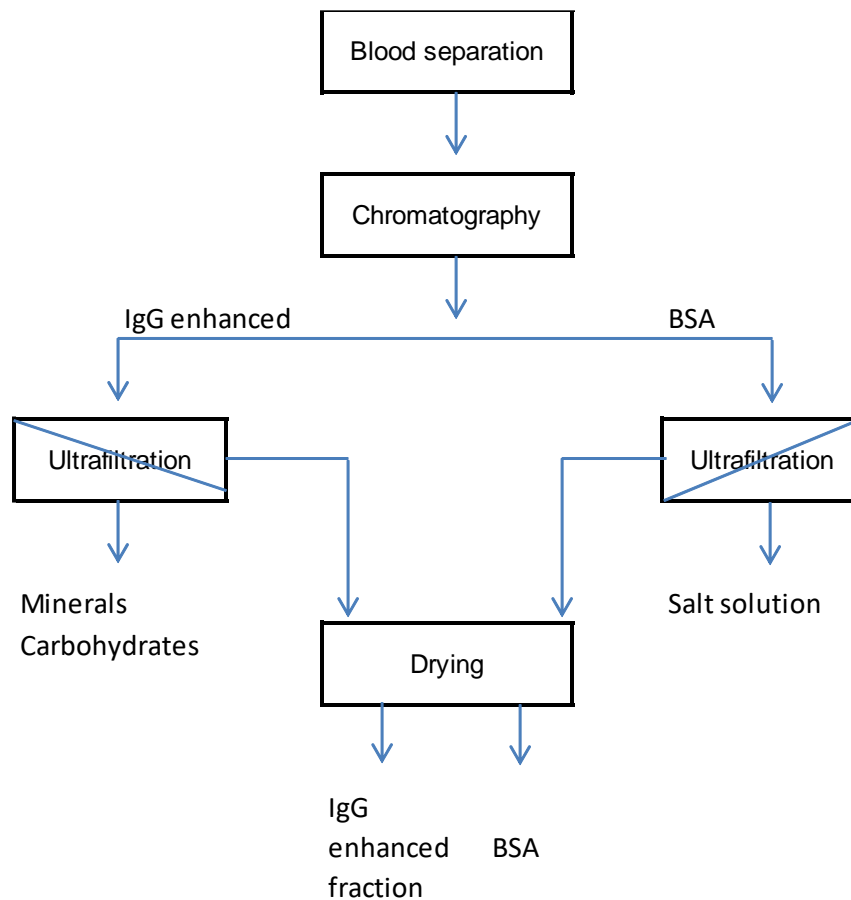 Blood separation
Chromatography
IgG enhanced
BSA
Ultrafiltration
Ultrafiltration
Minerals
Carbohydrates
Salt solution
Drying
IgG
enhanced
fraction
BSA